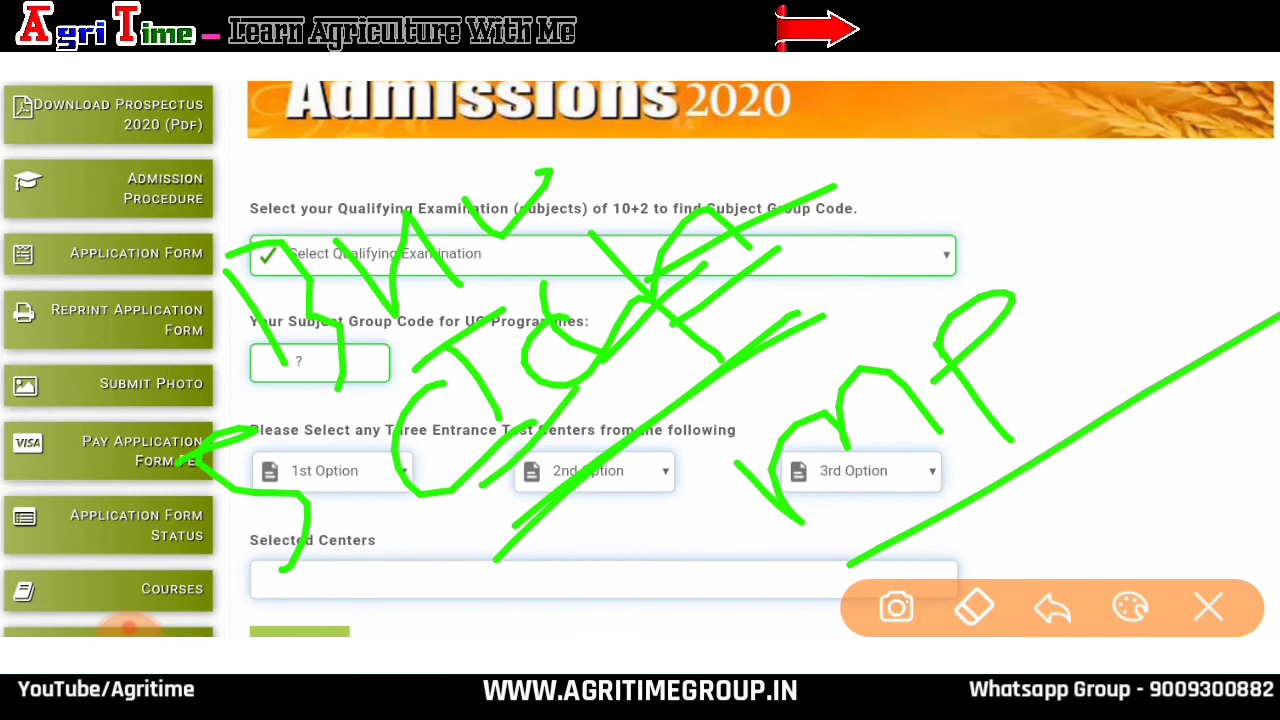 Agri Time – Learn Agriculture With Me
Admissions 2020
Download Prospectus 2020 (Pdf)
Admission Procedure
Application Form
Reprint Application Form
Submit Photo
Pay Application
Form Fee
Application Form Status
Courses
Select your Qualifying Examination (subjects) of 10+2 to find Subject Group Code.
Select Qualifying Examination
Your Subject Group Code for UG Programmes:
?
Please Select any Three Entrance Test Centers from the following
1st Option
2nd Option
3rd Option
Selected Centers
VISA
YouTube/Agritime
WWW.AGRITIMEGROUP.IN
Whatsapp Group - 9009300882